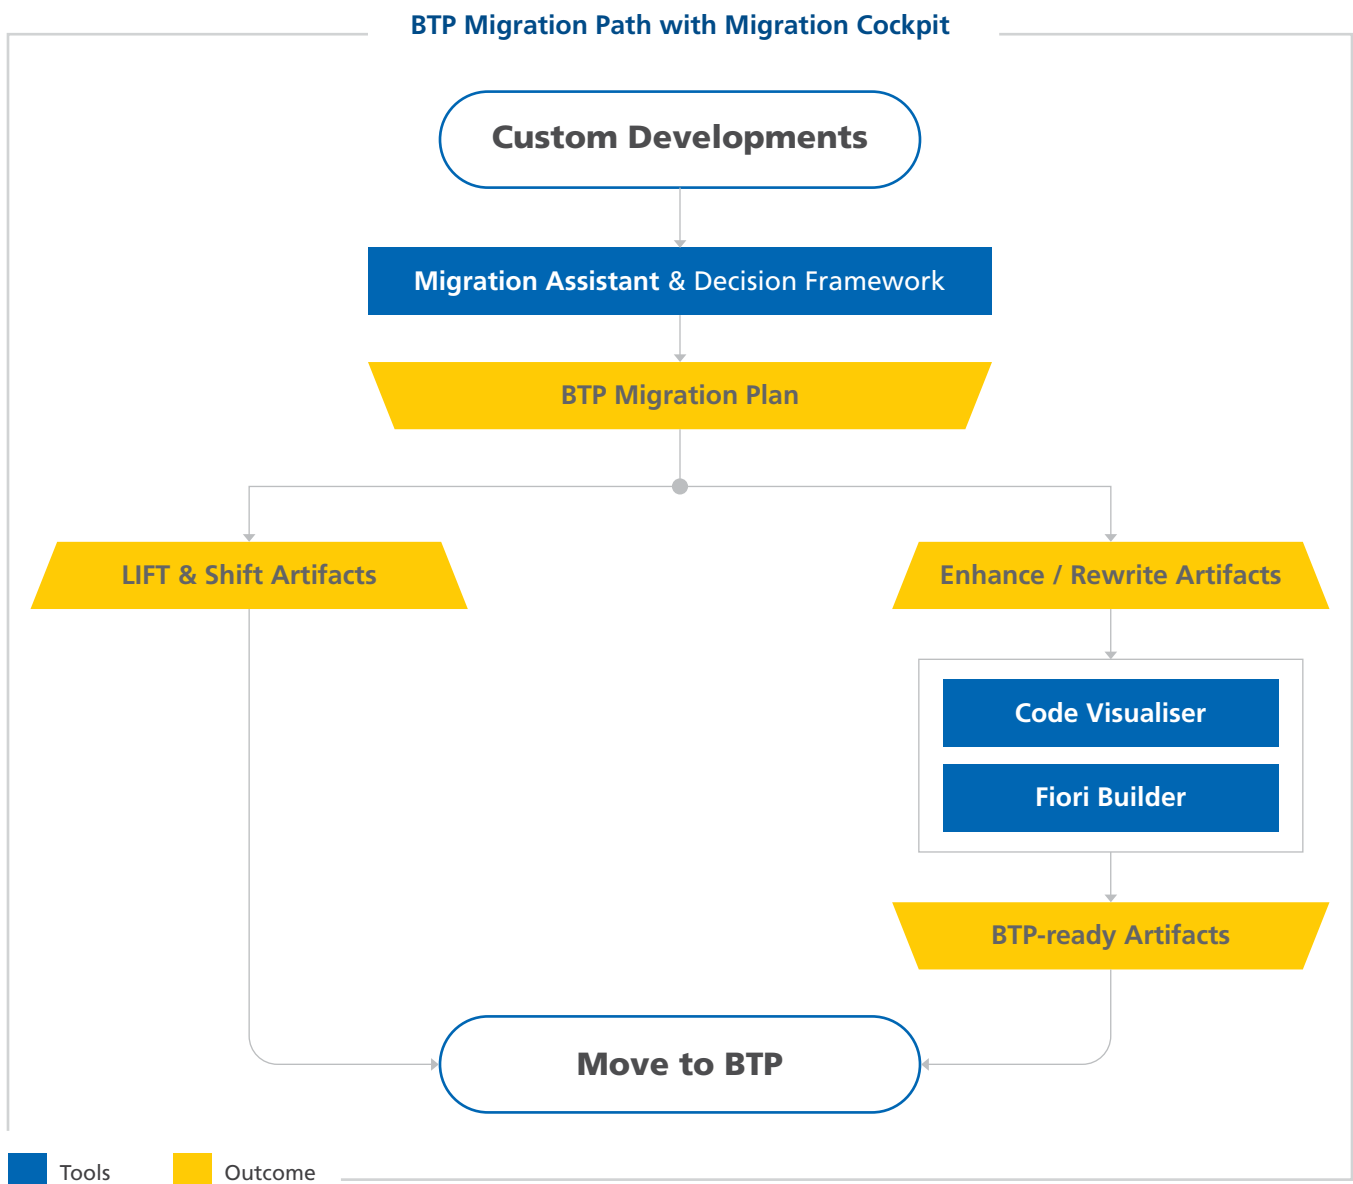 BTP Migration Path with Migration Cockpit
Custom Developments
Migration Assistant & Decision Framework
BTP Migration Plan
LIFT & Shift Artifacts
Enhance / Rewrite Artifacts
Code Visualiser
Fiori Builder
BTP-ready Artifacts
Move to BTP
Tools
Outcome